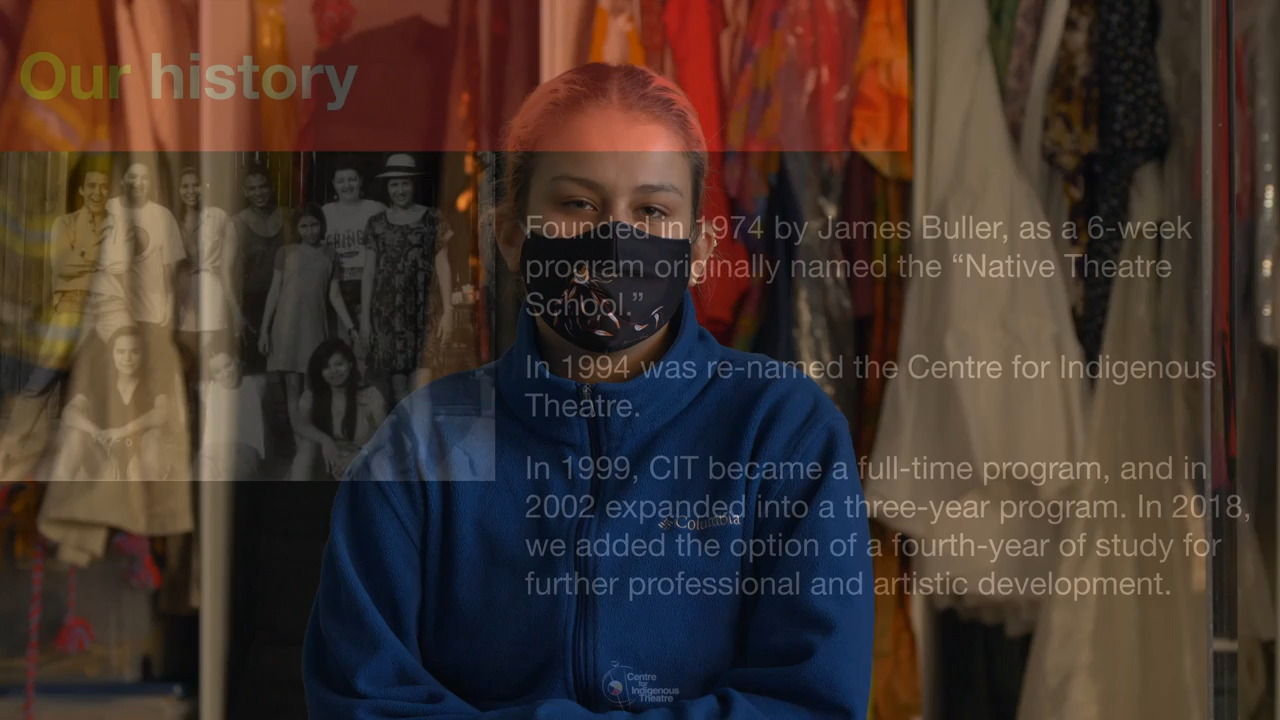 Our history
1974 by James Buller, as a 6-week
program originally named the “Native Theatre
School.”
In 1994 was re-named the Centre for Indigenous
Theatre.
In 1999, CIT became a full-time program, and in
2002 expanded into a three-year program. In 2018,
we added the option of a fourth-year of study for
further professional and artistic development.
Columbia
Centre
for
Indigenous
Theatre